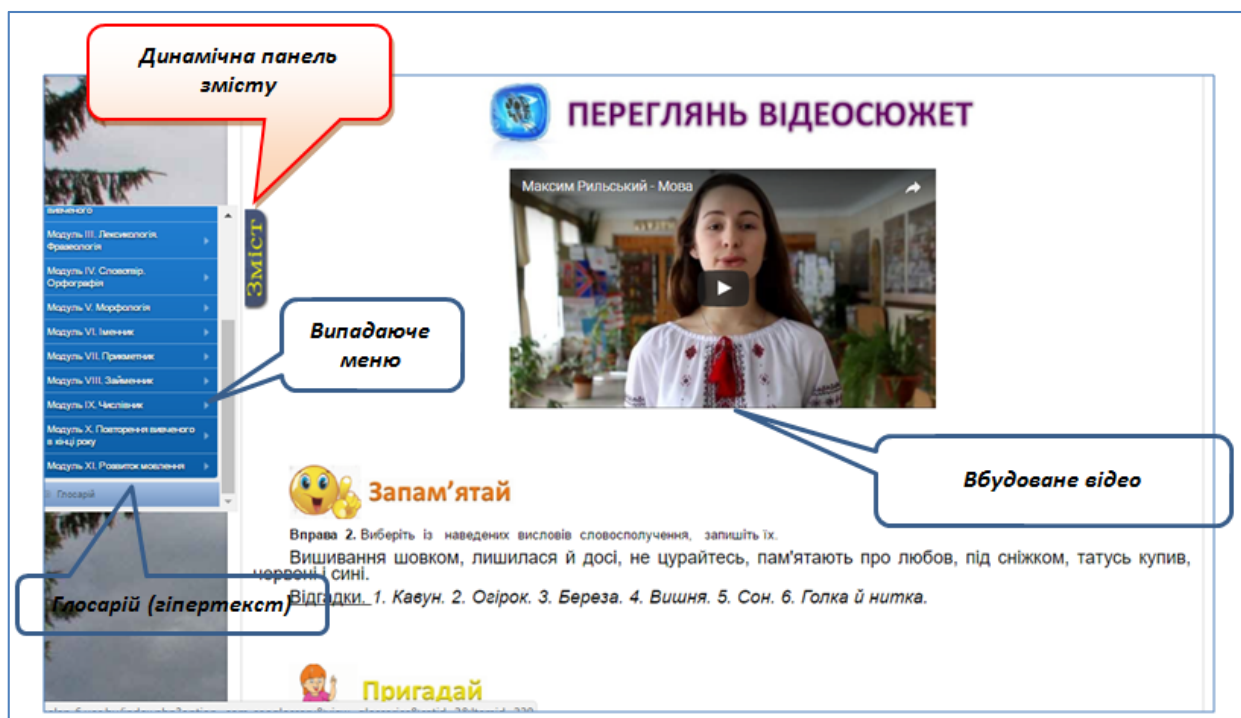 Динамічна панель
змісту
ПЕРЕГЛЯНЬ ВІДЕОСЮЖЕТ
Максим Рильський - Мова
вивченого
Модуль III. Лексикологія.
Фразеологія
Модуль IV. Словотвір.
Орфографія
Модуль V. Морфологія
Модуль VI. Іменник
Модуль VII. Прикметник
Модуль VIII. Займенник
Модуль IX. Числівник
Модуль X. Повторення вивченого
в кінці року
Модуль XI. Розвиток мовлення
Глосарій
Зміст
Випадаюче
меню
Вбудоване відео
Глосарій (гіпертекст)
Запам’ятай
Вправа 2. Виберіть із наведених висловів словосполучення, запишіть їх.
Вишивання шовком, лишилася й досі, не цурайтесь, пам'ятають про любов, під сніжком, татусь купив,
червоні і сині.
Відгадки. 1. Кавун. 2. Огірок. 3. Береза. 4. Вишня. 5. Сон. 6. Голка й нитка.
Пригадай